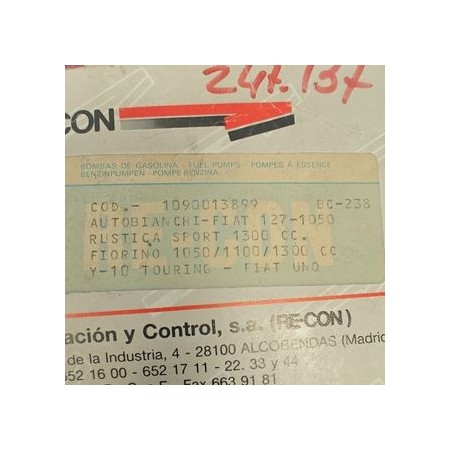 247.137
CON
BOMBAS DE GASOLINA - FUEL PUMPS - POMPES A ESSENCE
BENZINPUMPEN - POMPE BENZINA
COD.- 1090013899 BC-238
AUTOBIANCHI-FIAT 127-1050
RUSTICA SPORT 1300 CC.
FIORINO 1050/1100/1300 CC
Y-10 TOURING - FIAT UNO
ación y Control, s.a. (RE-CON)
de la Industria, 4 - 28100 ALCOBENDAS (Madrid
652 16 00 - 652 17 11 - 22. 33 y 44
Fax 663 91 81